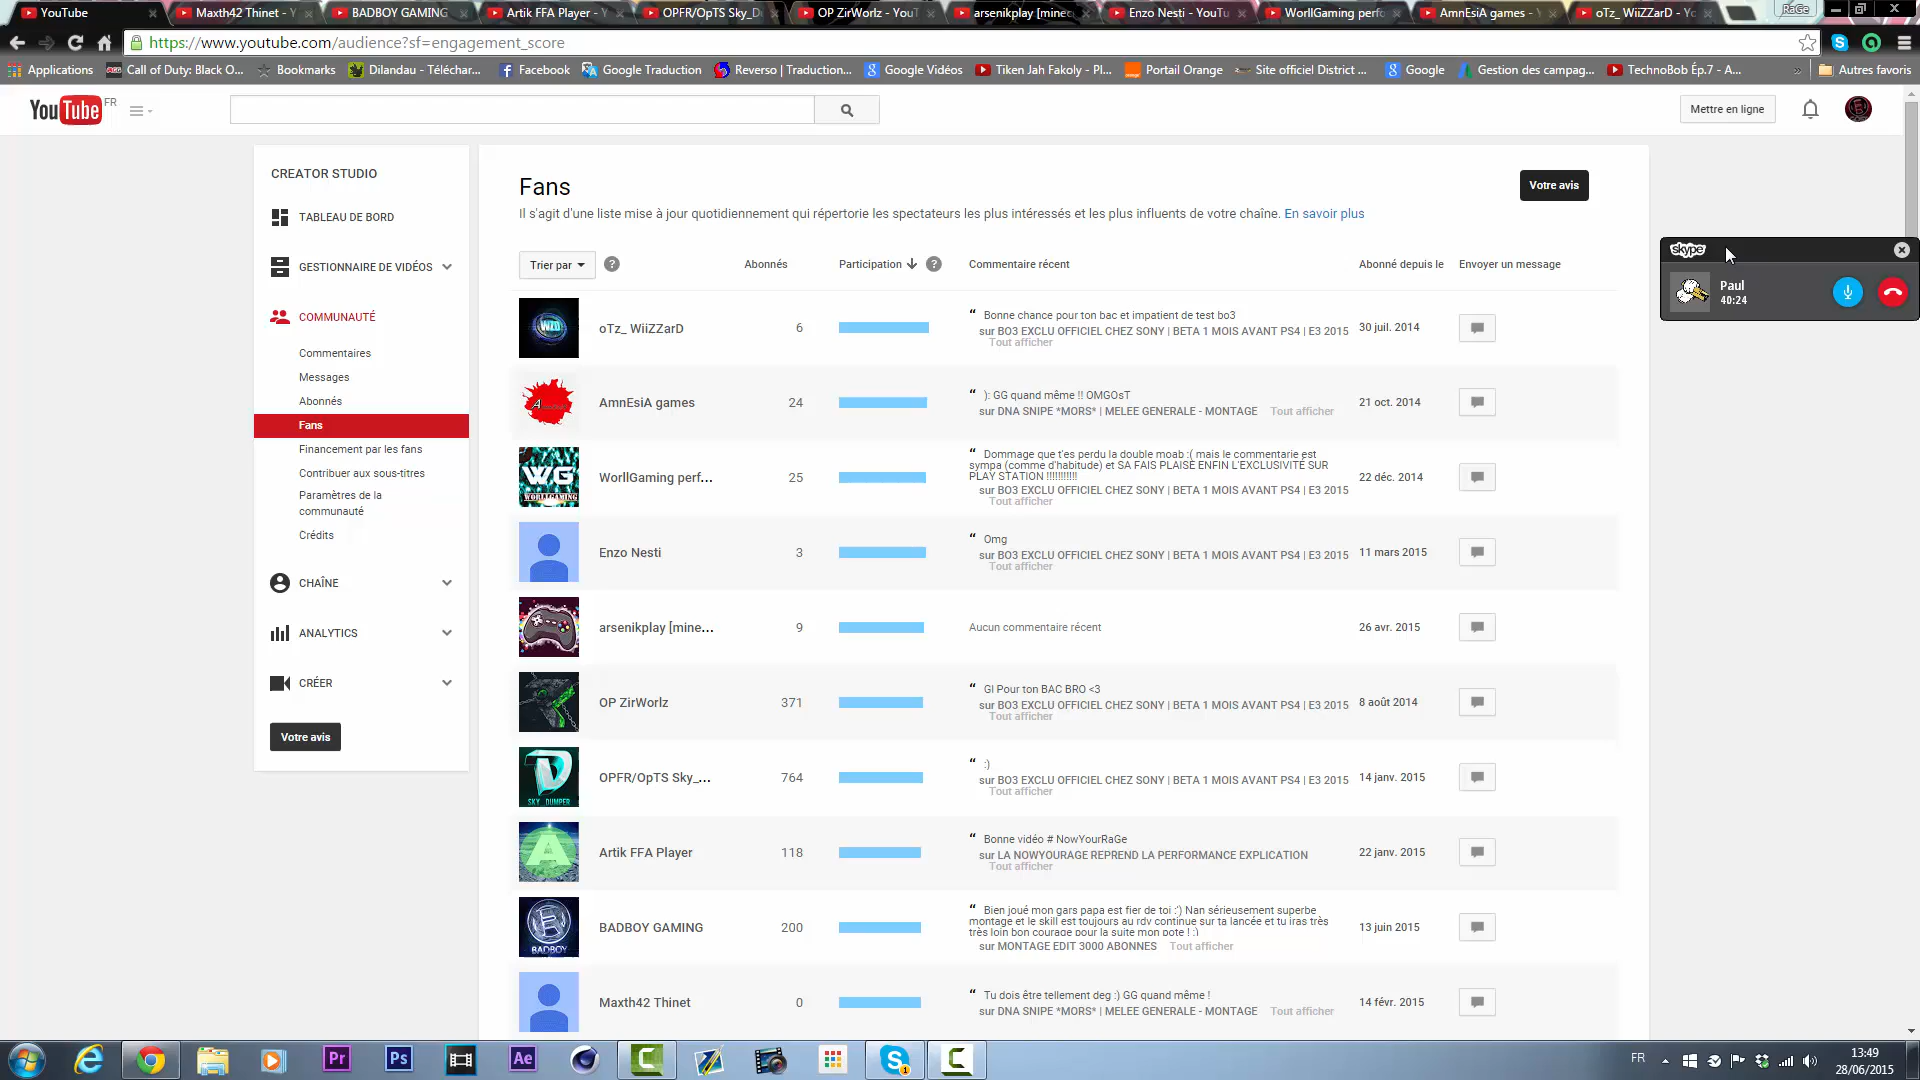 YouTube
Maxth42 Thinet - Y
BADBOY GAMING
Artik FFA Player - Y
OPFR/OpTS Sky_D
OP ZirWorlz - YouT
arsenikplay [minec
Enzo Nesti - YouTu
WorllGaming perfo
AmnEsiA games - Y
oTz_ WiiZZarD - Yo
RaGe
https://www.youtube.com/audience?sf=engagement_score
Applications
Call of Duty: Black O...
Bookmarks
Dilandau - Téléchar...
Facebook
Google Traduction
Reverso | Traduction...
Google Vidéos
Tiken Jah Fakoly - Pl...
Portail Orange
Site officiel District ...
Google
Gestion des campag...
TechnoBob Ép.7 - A...
»
Autres favoris
YouTube FR
Mettre en ligne
CREATOR STUDIO
TABLEAU DE BORD
GESTIONNAIRE DE VIDÉOS
COMMUNAUTÉ
Commentaires
Messages
Abonnés
Fans
Financement par les fans
Contribuer aux sous-titres
Paramètres de la
communauté
Crédits
CHAÎNE
ANALYTICS
CRÉER
Votre avis
Fans
Votre avis
Il s'agit d'une liste mise à jour quotidiennement qui répertorie les spectateurs les plus intéressés et les plus influents de votre chaîne. En savoir plus
Trier par ? Abonnés Participation ? Commentaire récent Abonné depuis le Envoyer un message
WZD
oTz_ WiiZZarD 6
“ Bonne chance pour ton bac et impatient de test bo3
sur BO3 EXCLU OFFICIEL CHEZ SONY | BETA 1 MOIS AVANT PS4 | E3 2015
Tout afficher
30 juil. 2014
AmnEsiA games 24
“ ): GG quand même !! OMGOsT
sur DNA SNIPE *MORS* | MELEE GENERALE - MONTAGE Tout afficher
21 oct. 2014
WG
WORLLGAMING
WorllGaming perf... 25
“ Dommage que t'es perdu la double moab :( mais le commentarie est
sympa (comme d'habitude) et SA FAIS PLAISE ENFIN L'EXCLUSIVITE SUR
PLAY STATION !!!!!!!!!!!
sur BO3 EXCLU OFFICIEL CHEZ SONY | BETA 1 MOIS AVANT PS4 | E3 2015
Tout afficher
22 déc. 2014
Enzo Nesti 3
“ Omg
sur BO3 EXCLU OFFICIEL CHEZ SONY | BETA 1 MOIS AVANT PS4 | E3 2015
Tout afficher
11 mars 2015
arsenikplay [mine... 9
Aucun commentaire récent
26 avr. 2015
OP ZirWorlz 371
“ Gl Pour ton BAC BRO <3
sur BO3 EXCLU OFFICIEL CHEZ SONY | BETA 1 MOIS AVANT PS4 | E3 2015
Tout afficher
8 août 2014
D
SKY DUMPER
OPFR/OpTS Sky_... 764
“ :)
sur BO3 EXCLU OFFICIEL CHEZ SONY | BETA 1 MOIS AVANT PS4 | E3 2015
Tout afficher
14 janv. 2015
A
Artik FFA Player 118
“ Bonne vidéo # NowYourRaGe
sur LA NOWYOURAGE REPREND LA PERFORMANCE EXPLICATION
Tout afficher
22 janv. 2015
BADBOY
BADBOY GAMING 200
“ Bien joué mon gars papa est fier de toi :') Nan sérieusement superbe
montage et le skill est toujours au rdv continue sur ta lancée et tu iras très
très loin bon courage pour la suite mon pote ! :)
sur MONTAGE EDIT 3000 ABONNES Tout afficher
13 juin 2015
Maxth42 Thinet 0
“ Tu dois être tellement deg :) GG quand même !
sur DNA SNIPE *MORS* | MELEE GENERALE - MONTAGE Tout afficher
14 févr. 2015
skype
Paul
40:24
Pr
Ps
Ae
FR
13:49
28/06/2015